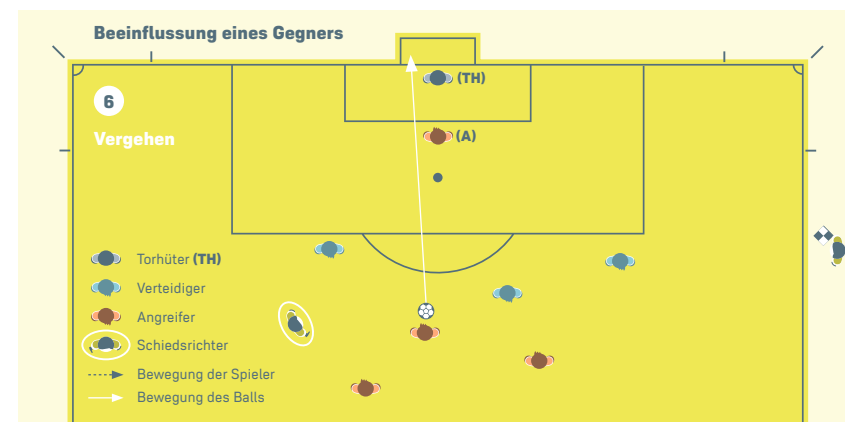 Beeinflussung eines Gegners
(TH)
6
(A)
Vergehen
Torhüter (TH)
Verteidiger
Angreifer
Schiedsrichter
Bewegung der Spieler
Bewegung des Balls